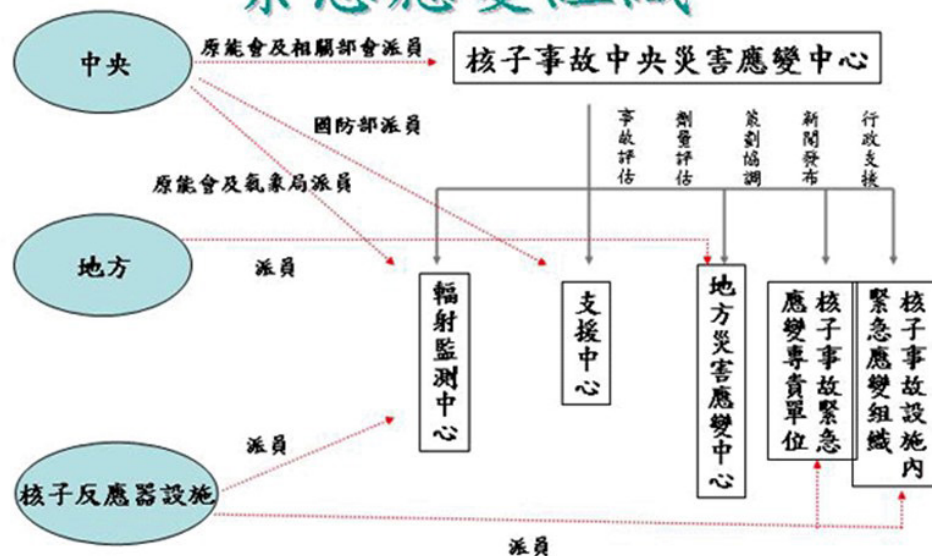 緊急應變組織
中央
原能會及相關部會派員
核子事故中央災害應變中心
國防部派員
原能會及氣象局派員
事故評估
劑量評估
策劃協調
新聞發布
行政支援
地方
派員
輻射監測中心
支援中心
地方災害應變中心
核子事故緊急
應變專責單位
核子事故設施內
緊急應變組織
派員
核子反應器設施
派員